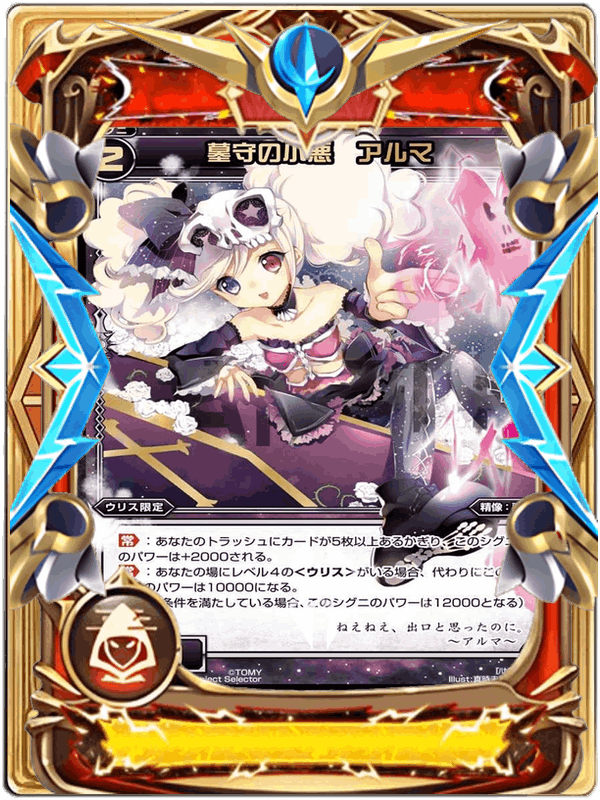 2
墓守の小悪　アルマ
ウリス限定
精像：
常：あなたのトラッシュにカードが5枚以上あるかぎり、このシグニ
のパワーは+2000される。
：あなたの場にレベル4の<ウリス>がいる場合、代わりにこ
のパワーは10000になる。
条件を満たしている場合、このシグニのパワーは12000となる)
ねえねえ、出口と思ったのに。
～アルマ～
©TOMY
lect Selector
Illust:真時